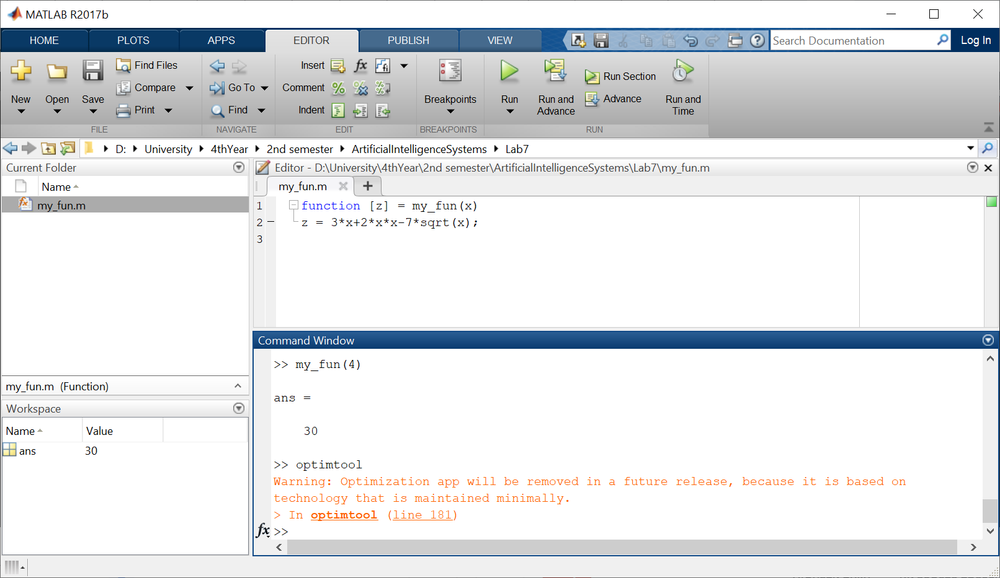 MATLAB R2017b
HOME PLOTS APPS EDITOR PUBLISH VIEW Search Documentation Log In
New Open Save Find Files Compare Print
FILE
Go To Find
NAVIGATE
Insert fx fi
Comment % % %
Indent
EDIT
Breakpoints
BREAKPOINTS
Run Run and Advance Run Section Advance Run and Time
RUN
D: University 4thYear 2nd semester ArtificialIntelligenceSystems Lab7
Current Folder
Name
my_fun.m
my_fun.m (Function)
Workspace
Name Value
ans 30
Editor - D:\University\4thYear\2nd semester\ArtificialIntelligenceSystems\Lab7\my_fun.m
my_fun.m
1 function [z] = my_fun(x)
2 z = 3*x+2*x*x-7*sqrt(x);
3
Command Window
>> my_fun(4)
ans =
30
>> optimtool
Warning: Optimization app will be removed in a future release, because it is based on
technology that is maintained minimally.
> In optimtool (line 181)
fx >>